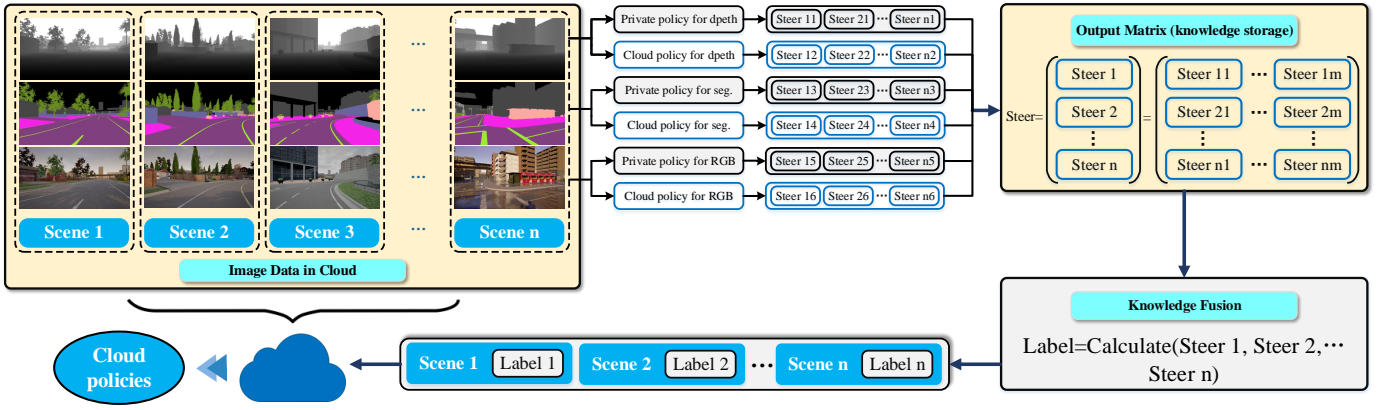 Private policy for dpeth
Steer 11 Steer 21 ··· Steer n1
Cloud policy for dpeth
Steer 12 Steer 22 ··· Steer n2
Private policy for seg.
Steer 13 Steer 23 ··· Steer n3
Cloud policy for seg.
Steer 14 Steer 24 ··· Steer n4
Private policy for RGB
Steer 15 Steer 25 ··· Steer n5
Cloud policy for RGB
Steer 16 Steer 26 ··· Steer n6
...
...
...
Scene 1 Scene 2 Scene 3 ... Scene n
Image Data in Cloud
Output Matrix (knowledge storage)
Steer 1 Steer 11 ··· Steer 1m
Steer= Steer 2 = Steer 21 ··· Steer 2m
⋮ ⋮ ⋮
Steer n Steer n1 ··· Steer nm
Knowledge Fusion
Label=Calculate(Steer 1, Steer 2,···
Steer n)
Scene 1 Label 1 Scene 2 Label 2 ··· Scene n Label n
Cloud
policies